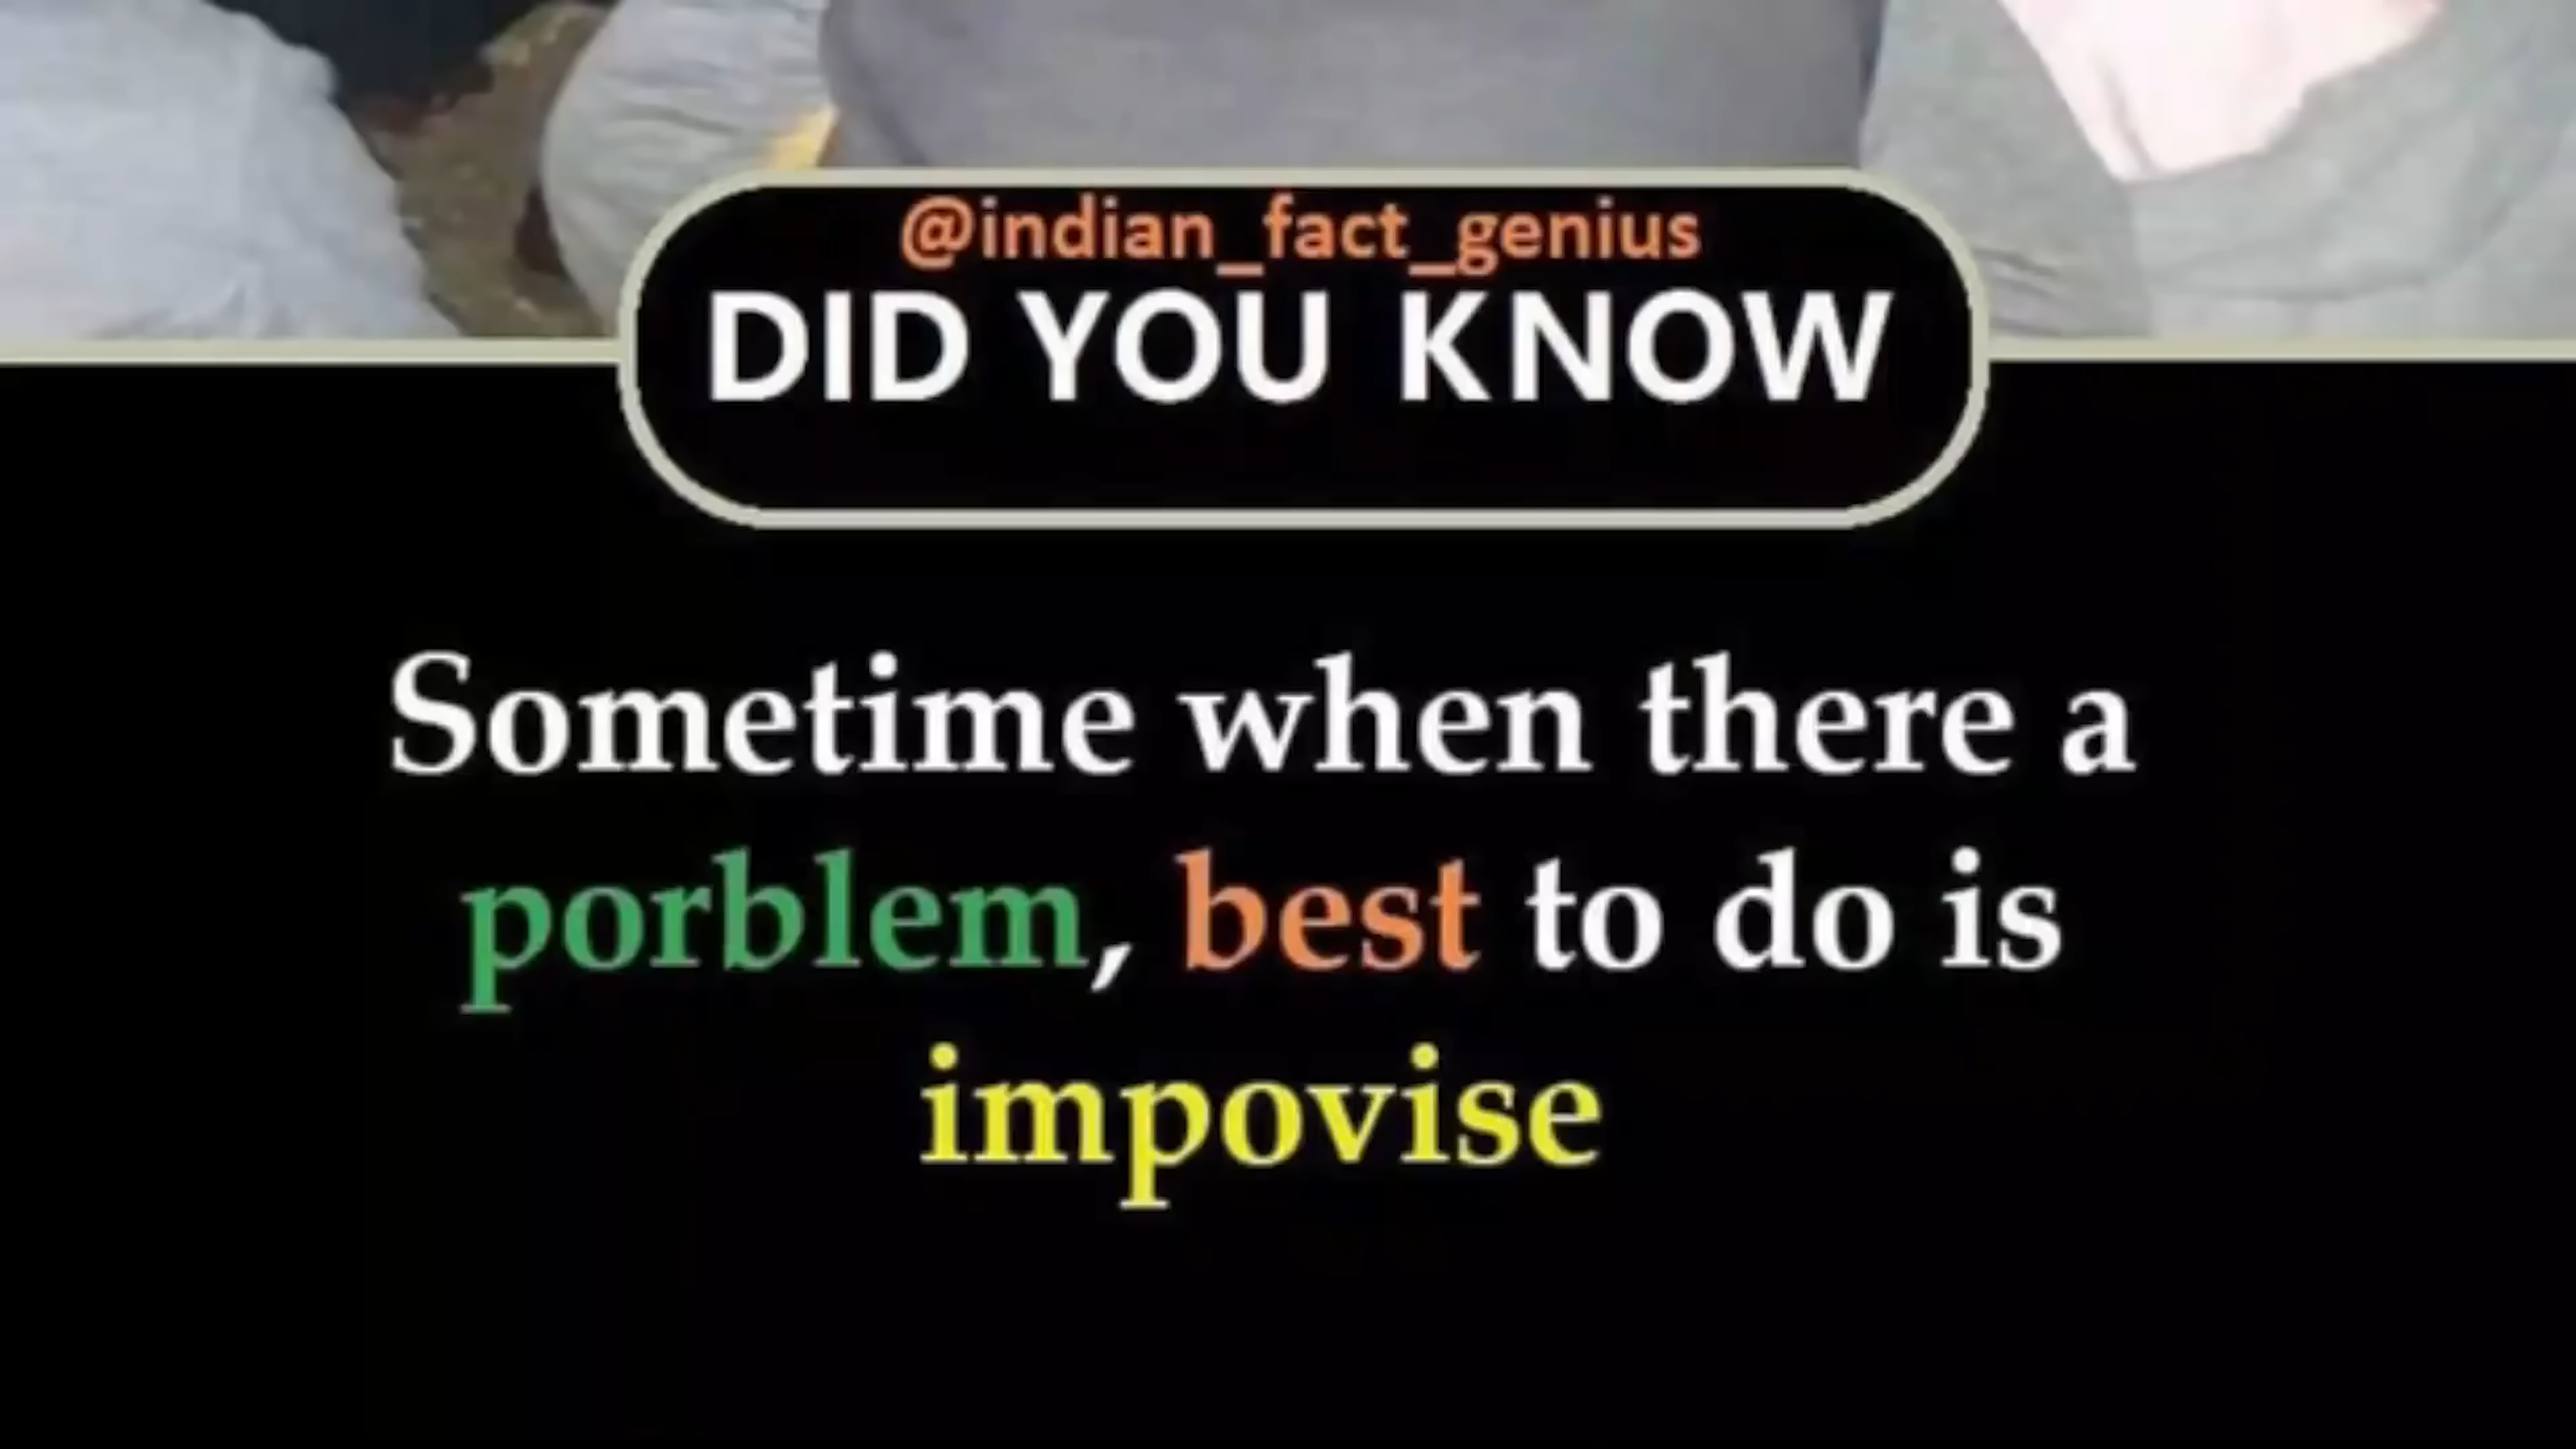 @indian_fact_genius
DID YOU KNOW
Sometime when there a
porblem, best to do is
impovise